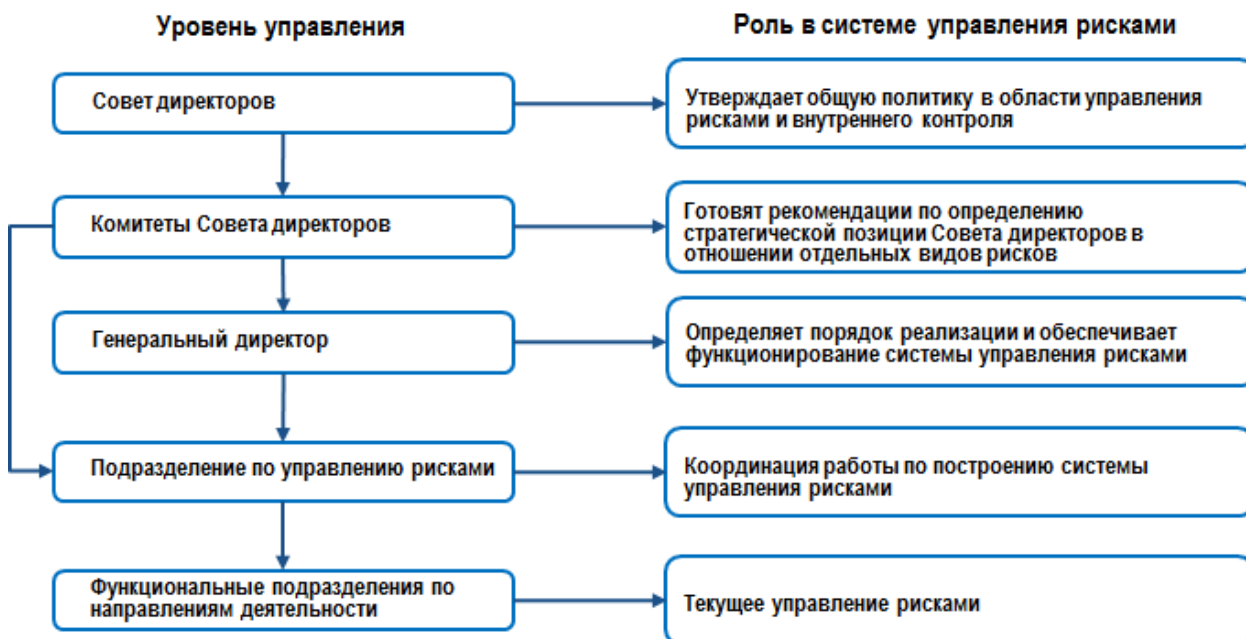 Уровень управления
Роль в системе управления рисками
Совет директоров
Утверждает общую политику в области управления
рисками и внутреннего контроля
Комитеты Совета директоров
Готовят рекомендации по определению
стратегической позиции Совета директоров в
отношении отдельных видов рисков
Генеральный директор
Определяет порядок реализации и обеспечивает
функционирование системы управления рисками
Подразделение по управлению рисками
Координация работы по построению системы
управления рисками
Функциональные подразделения по
направлениям деятельности
Текущее управление рисками